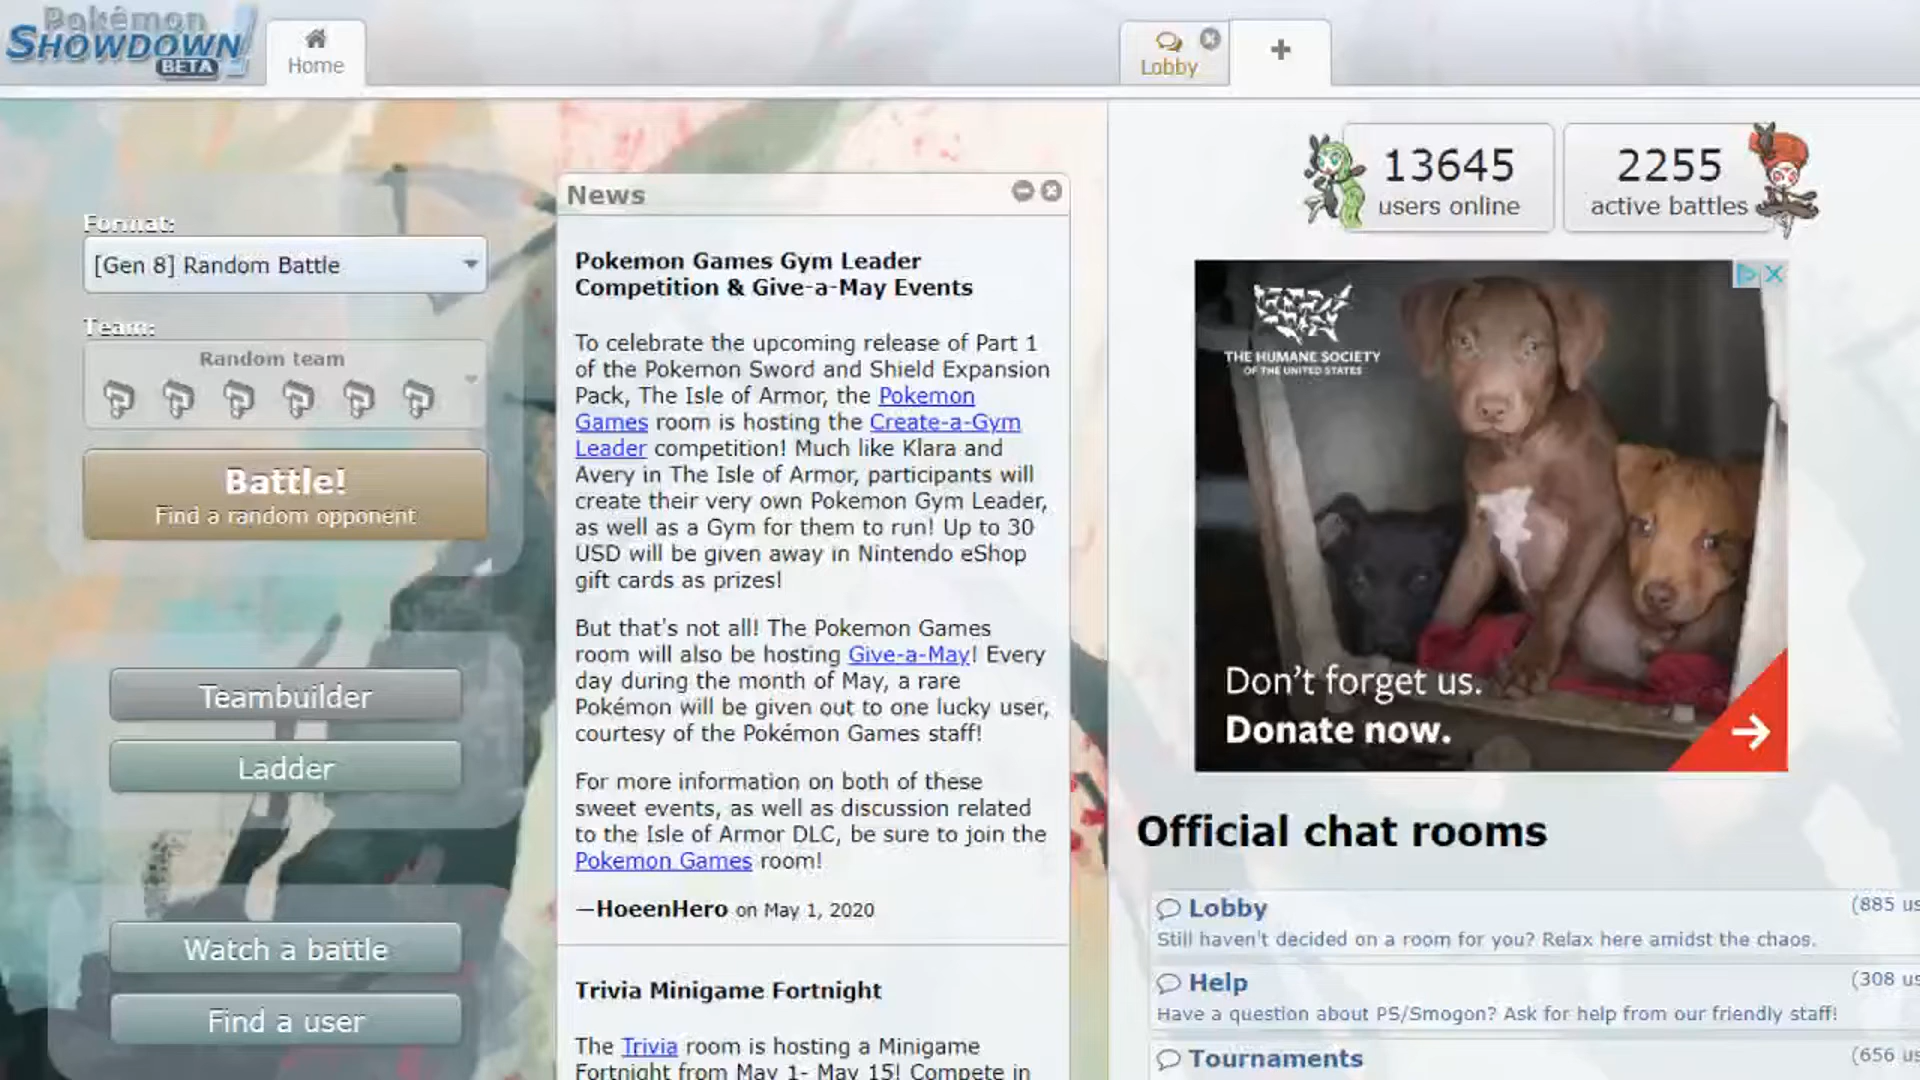 Pokémon
SHOWDOWN!
BETA
Home
Lobby
Format:
[Gen 8] Random Battle
Team:
Random team
Battle!
Find a random opponent
Teambuilder
Ladder
Watch a battle
Find a user
News
Pokemon Games Gym Leader
Competition & Give-a-May Events
To celebrate the upcoming release of Part 1
of the Pokemon Sword and Shield Expansion
Pack, The Isle of Armor, the Pokemon
Games room is hosting the Create-a-Gym
Leader competition! Much like Klara and
Avery in The Isle of Armor, participants will
create their very own Pokemon Gym Leader,
as well as a Gym for them to run! Up to 30
USD will be given away in Nintendo eShop
gift cards as prizes!
But that's not all! The Pokemon Games
room will also be hosting Give-a-May! Every
day during the month of May, a rare
Pokémon will be given out to one lucky user,
courtesy of the Pokémon Games staff!
For more information on both of these
sweet events, as well as discussion related
to the Isle of Armor DLC, be sure to join the
Pokemon Games room!
—HoeenHero on May 1, 2020
Trivia Minigame Fortnight
The Trivia room is hosting a Minigame
Fortnight from May 1- May 15! Compete in
13645
users online
2255
active battles
THE HUMANE SOCIETY
OF THE UNITED STATES
Don't forget us.
Donate now.
Official chat rooms
Lobby
(885 us
Still haven't decided on a room for you? Relax here amidst the chaos.
Help
(308 us
Have a question about PS/Smogon? Ask for help from our friendly staff!
Tournaments
(656 us